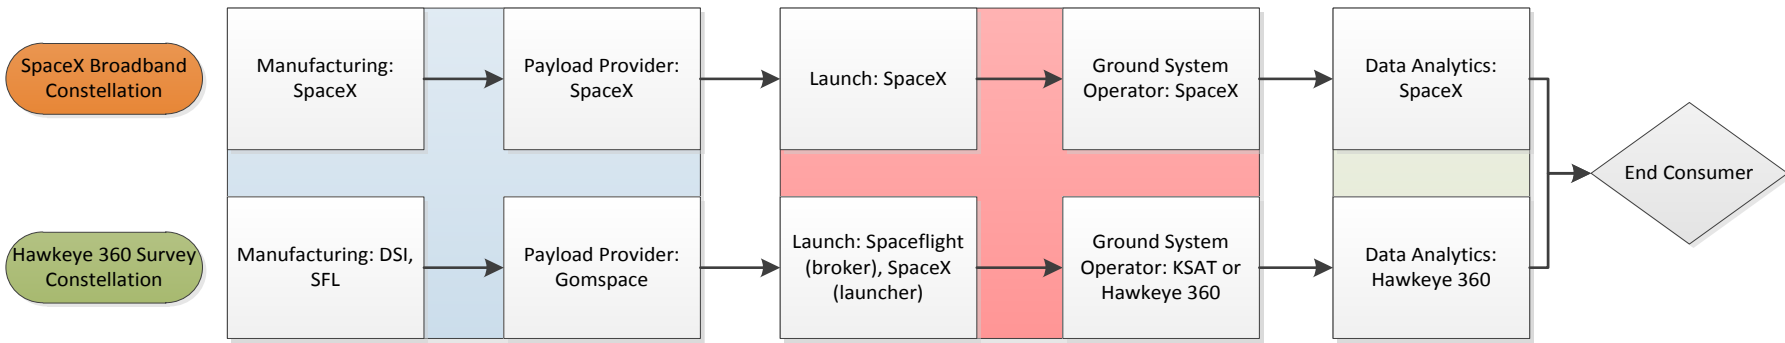 SpaceX Broadband
Constellation
Manufacturing:
SpaceX
Payload Provider:
SpaceX
Launch: SpaceX
Ground System
Operator: SpaceX
Data Analytics:
SpaceX
End Consumer
Hawkeye 360 Survey
Constellation
Manufacturing: DSI,
SFL
Payload Provider:
Gomspace
Launch: Spaceflight
(broker), SpaceX
(launcher)
Ground System
Operator: KSAT or
Hawkeye 360
Data Analytics:
Hawkeye 360